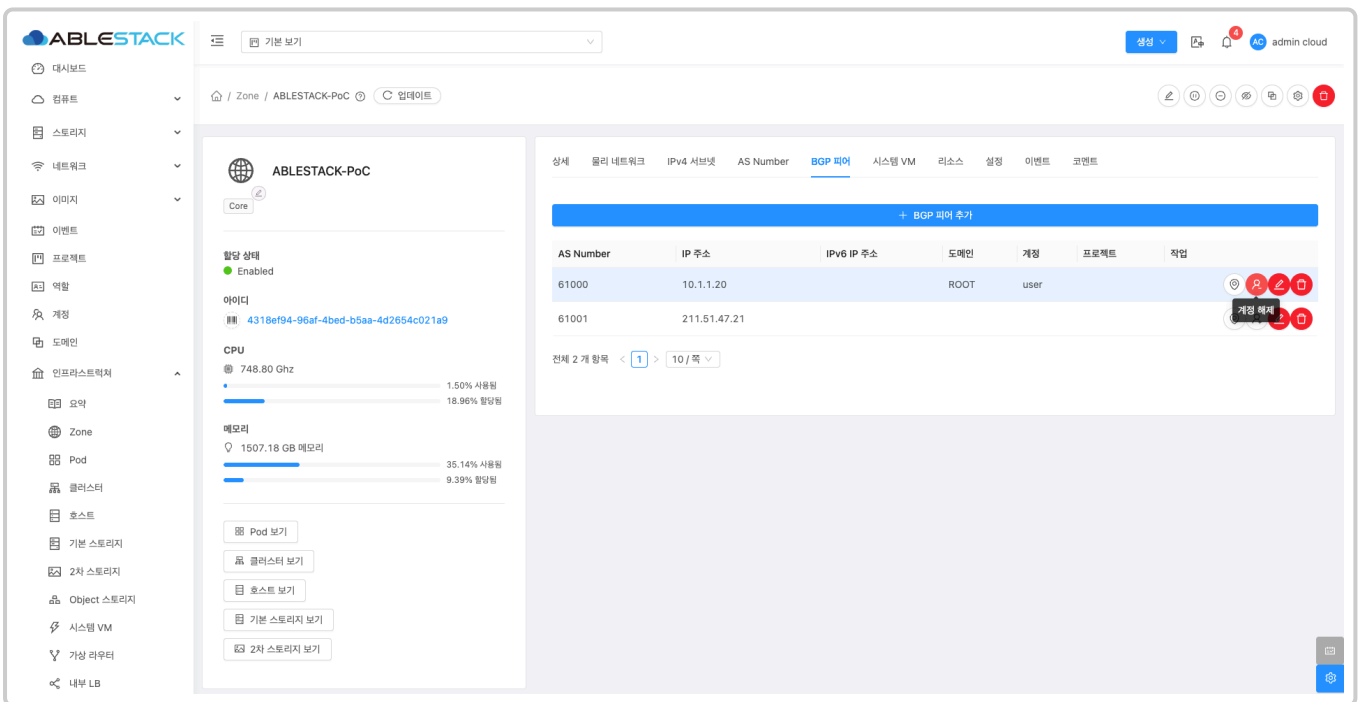 ABLESTACK
기본 보기
생성
4
AC
admin cloud
대시보드
컴퓨트
스토리지
네트워크
이미지
이벤트
프로젝트
역할
계정
도메인
인프라스트럭쳐
요약
Zone
Pod
클러스터
호스트
기본 스토리지
2차 스토리지
Object 스토리지
시스템 VM
가상 라우터
내부 LB
/ Zone / ABLESTACK-PoC
업데이트
ABLESTACK-PoC
Core
할당 상태
Enabled
아이디
4318ef94-96af-4bed-b5aa-4d2654c021a9
CPU
748.80 Ghz
1.50% 사용됨
18.96% 할당됨
메모리
1507.18 GB 메모리
35.14% 사용됨
9.39% 할당됨
Pod 보기
클러스터 보기
호스트 보기
기본 스토리지 보기
2차 스토리지 보기
상세 물리 네트워크 IPv4 서브넷 AS Number BGP 피어 시스템 VM 리소스 설정 이벤트 코멘트
+ BGP 피어 추가
AS Number IP 주소 IPv6 IP 주소 도메인 계정 프로젝트 작업
61000 10.1.1.20 ROOT user
계정 해제
61001 211.51.47.21
전체 2 개 항목 < 1 > 10 / 쪽